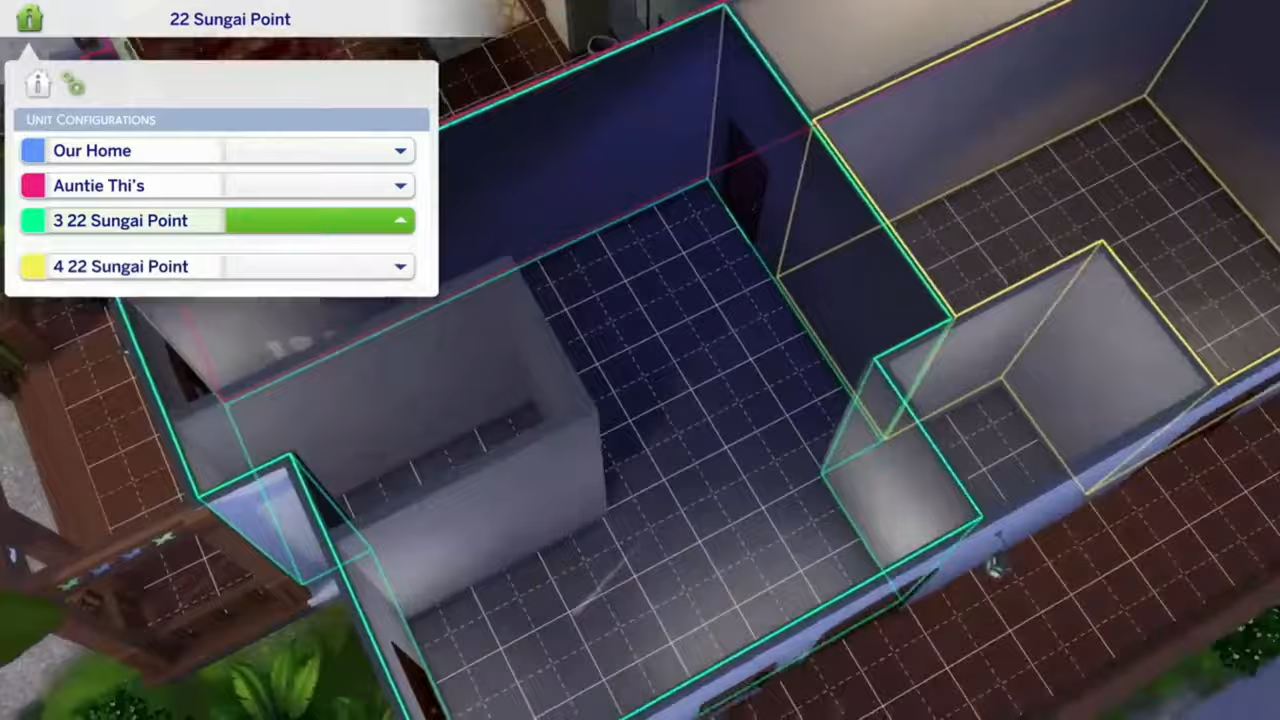 22 Sungai Point
Unit Configurations
Our Home
Auntie Thi's
3 22 Sungai Point
4 22 Sungai Point